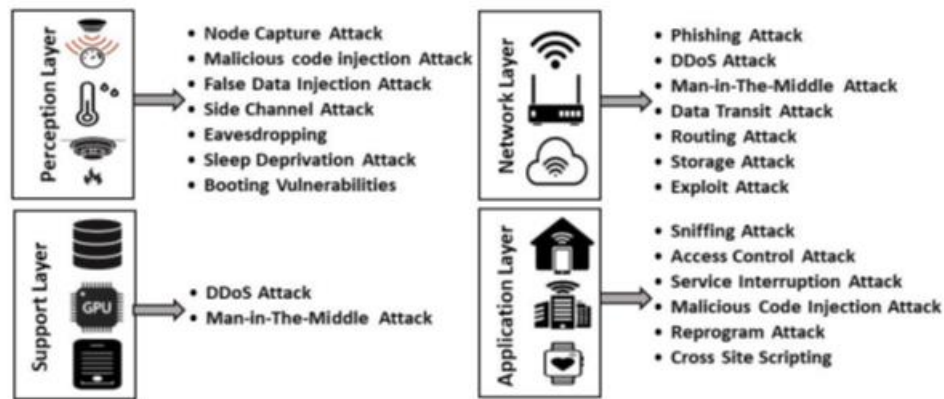 Perception Layer
• Node Capture Attack
• Malicious code injection Attack
• False Data Injection Attack
• Side Channel Attack
• Eavesdropping
• Sleep Deprivation Attack
• Booting Vulnerabilities
Network Layer
• Phishing Attack
• DDoS Attack
• Man-in-The-Middle Attack
• Data Transit Attack
• Routing Attack
• Storage Attack
• Exploit Attack
Support Layer
GPU
• DDoS Attack
• Man-in-The-Middle Attack
Application Layer
• Sniffing Attack
• Access Control Attack
• Service Interruption Attack
• Malicious Code Injection Attack
• Reprogram Attack
• Cross Site Scripting